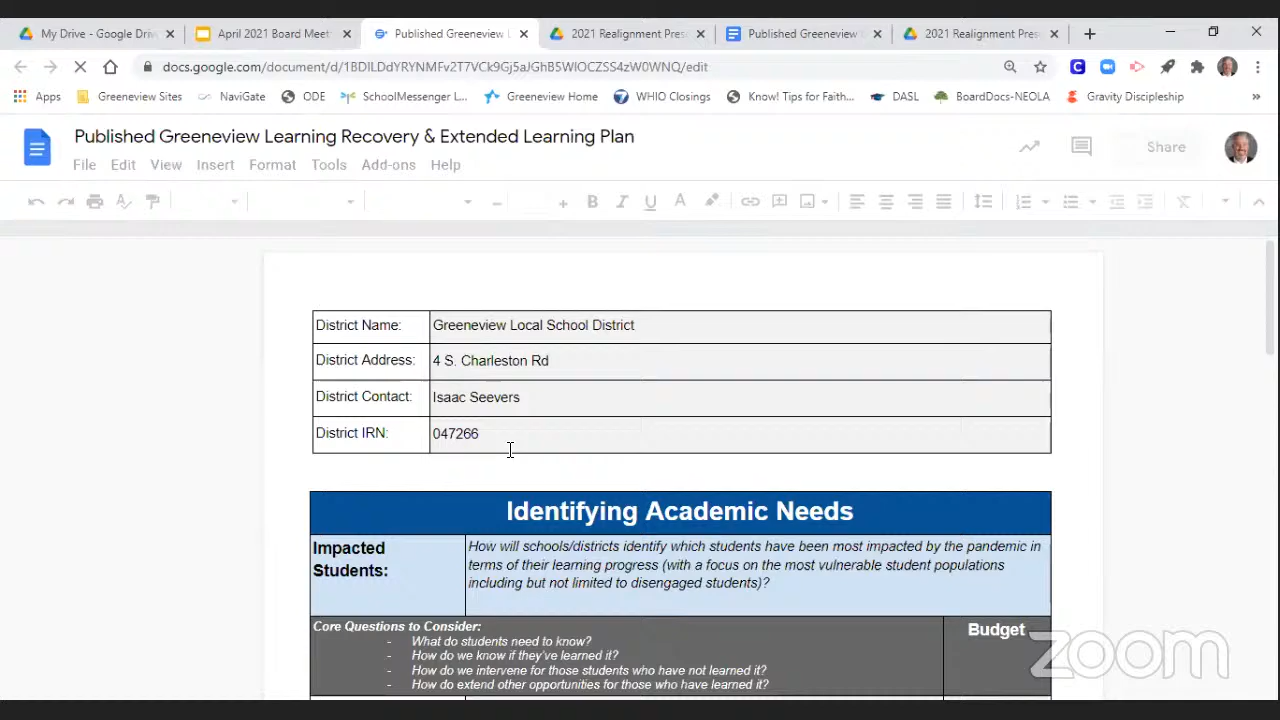 My Drive - Google Driv
April 2021 Board Meet
Published Greeneview L
2021 Realignment Pres
Published Greeneview
2021 Realignment Pres
docs.google.com/document/d/1BDILDdYRYNMFv2T7VCk9Gj5aJGhB5WlOCZSS4zW0WNQ/edit
Apps
Greeneview Sites
NaviGate
ODE
SchoolMessenger L...
Greeneview Home
WHIO Closings
Know! Tips for Faith...
DASL
BoardDocs-NEOLA
Gravity Discipleship
Published Greeneview Learning Recovery & Extended Learning Plan
File Edit View Insert Format Tools Add-ons Help
Share
District Name: Greeneview Local School District
District Address: 4 S. Charleston Rd
District Contact: Isaac Seevers
District IRN: 047266
Identifying Academic Needs
Impacted
Students:
How will schools/districts identify which students have been most impacted by the pandemic in
terms of their learning progress (with a focus on the most vulnerable student populations
including but not limited to disengaged students)?
Core Questions to Consider:
- What do students need to know?
- How do we know if they've learned it?
- How do we intervene for those students who have not learned it?
- How do extend other opportunities for those who have learned it?
Budget
zoom